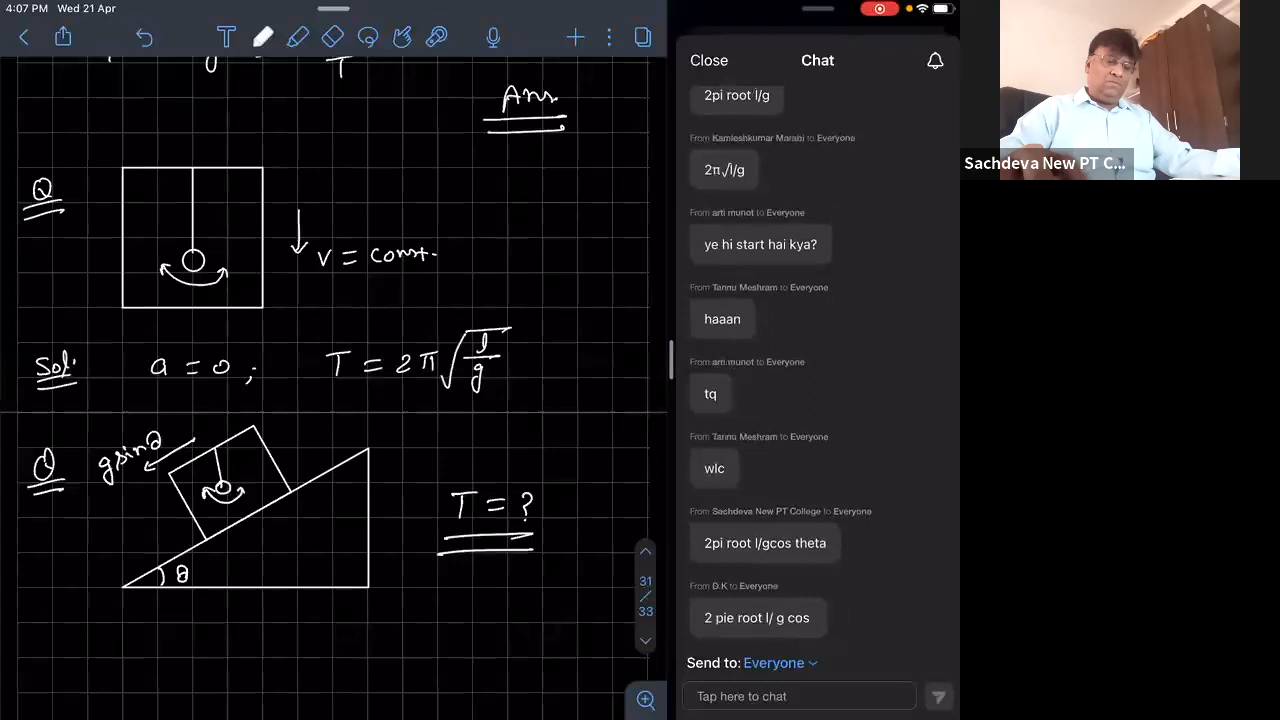 4:07 PM Wed 21 Apr
T
Ans.
Q
v = const.
Sol:
a = 0 ;
T = 2π√l/g
Q
g sinθ
T = ?
θ
31
/
33
Close
Chat
2pi root l/g
From Kamleshkumar Marabi to Everyone
2π√l/g
From arti munot to Everyone
ye hi start hai kya?
From Tannu Meshram to Everyone
haaan
From arti munot to Everyone
tq
From Tannu Meshram to Everyone
wlc
From Sachdeva New PT College to Everyone
2pi root l/gcos theta
From D.K to Everyone
2 pie root l/ g cos
Send to: Everyone
Tap here to chat
Sachdeva New PT C...